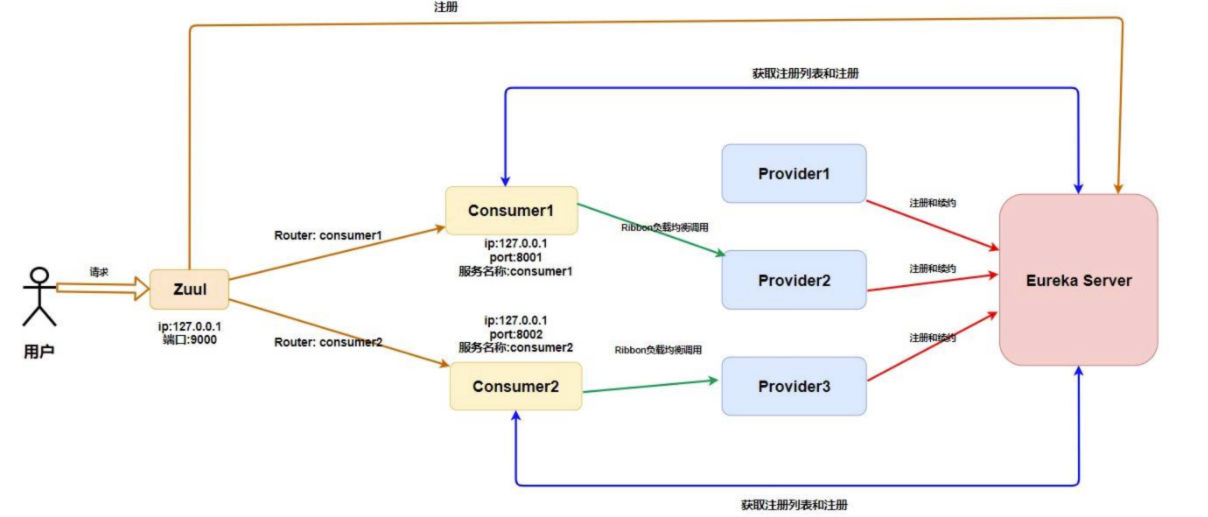 注册
获取注册列表和注册
Provider1
注册和续约
Consumer1
Router: consumer1
Ribbon负载均衡调用
ip:127.0.0.1
port:8001
服务名称:consumer1
请求
Zuul
Provider2
注册和续约
Eureka Server
ip:127.0.0.1
端口:9000
用户
ip:127.0.0.1
port:8002
服务名称:consumer2
Router: consumer2
Ribbon负载均衡调用
注册和续约
Consumer2
Provider3
获取注册列表和注册